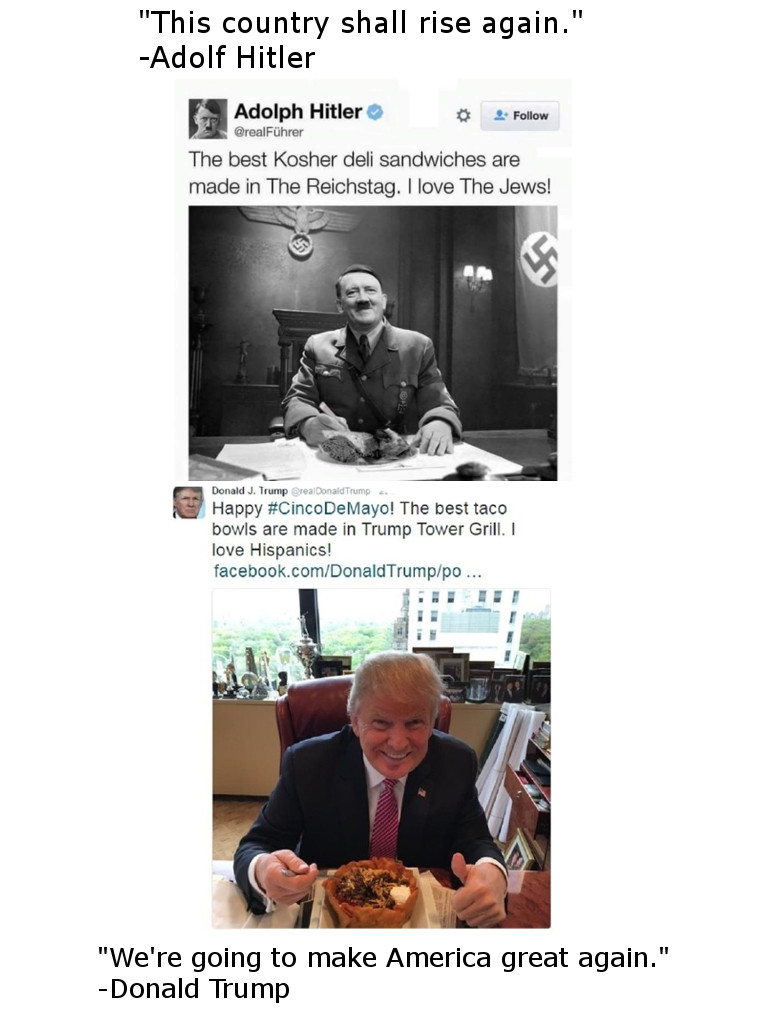 "This country shall rise again."
-Adolf Hitler
Adolph Hitler
Follow
@realFührer
The best Kosher deli sandwiches are
made in The Reichstag. I love The Jews!
Donald J. Trump @realDonaldTrump
Happy #CincoDeMayo! The best taco
bowls are made in Trump Tower Grill. I
love Hispanics!
facebook.com/DonaldTrump/po ...
"We're going to make America great again."
-Donald Trump